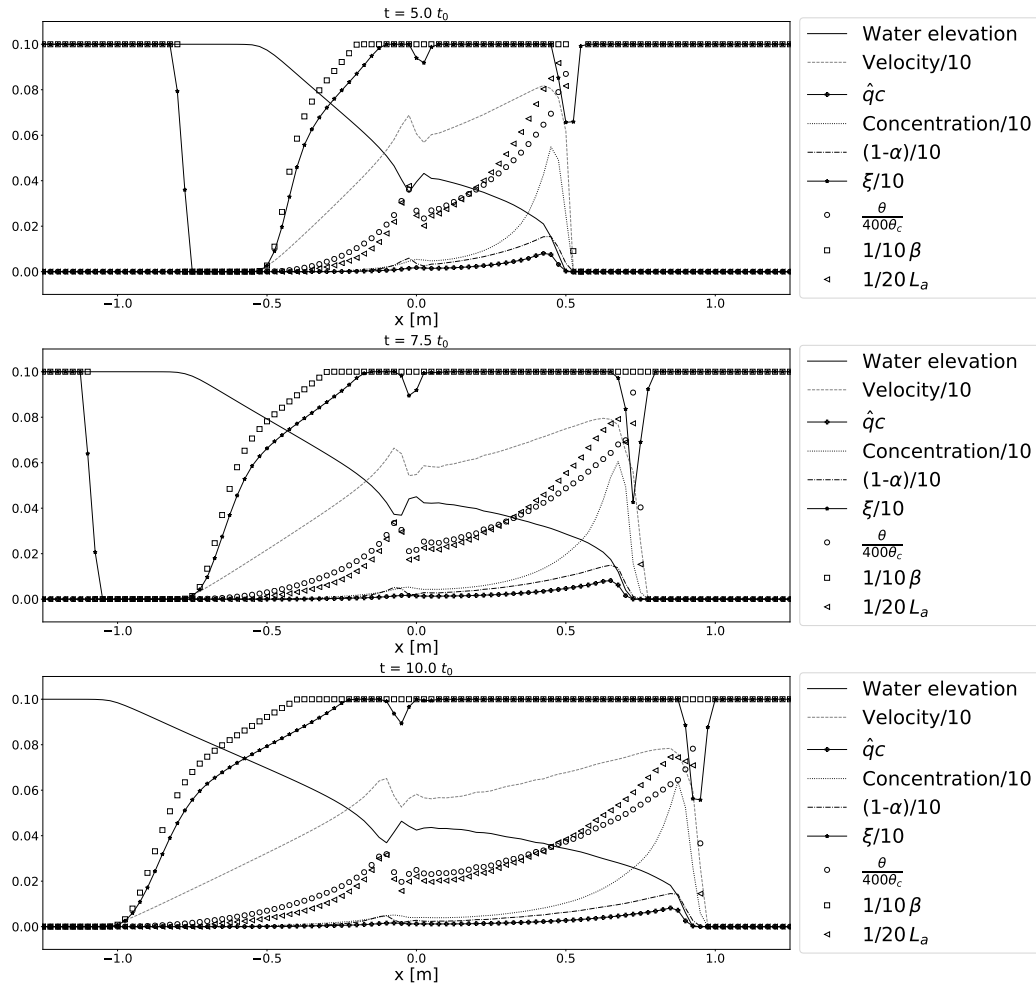 t = 5.0 t₀
0.10
0.08
0.06
0.04
0.02
0.00
−1.0 −0.5 0.0 0.5 1.0
x [m]
Water elevation
Velocity/10
q̂c
Concentration/10
(1-α)/10
ξ/10
θ/400θc
1/10 β
1/20 Lₐ
t = 7.5 t₀
0.10
0.08
0.06
0.04
0.02
0.00
−1.0 −0.5 0.0 0.5 1.0
x [m]
Water elevation
Velocity/10
q̂c
Concentration/10
(1-α)/10
ξ/10
θ/400θc
1/10 β
1/20 Lₐ
t = 10.0 t₀
0.10
0.08
0.06
0.04
0.02
0.00
−1.0 −0.5 0.0 0.5 1.0
x [m]
Water elevation
Velocity/10
q̂c
Concentration/10
(1-α)/10
ξ/10
θ/400θc
1/10 β
1/20 Lₐ